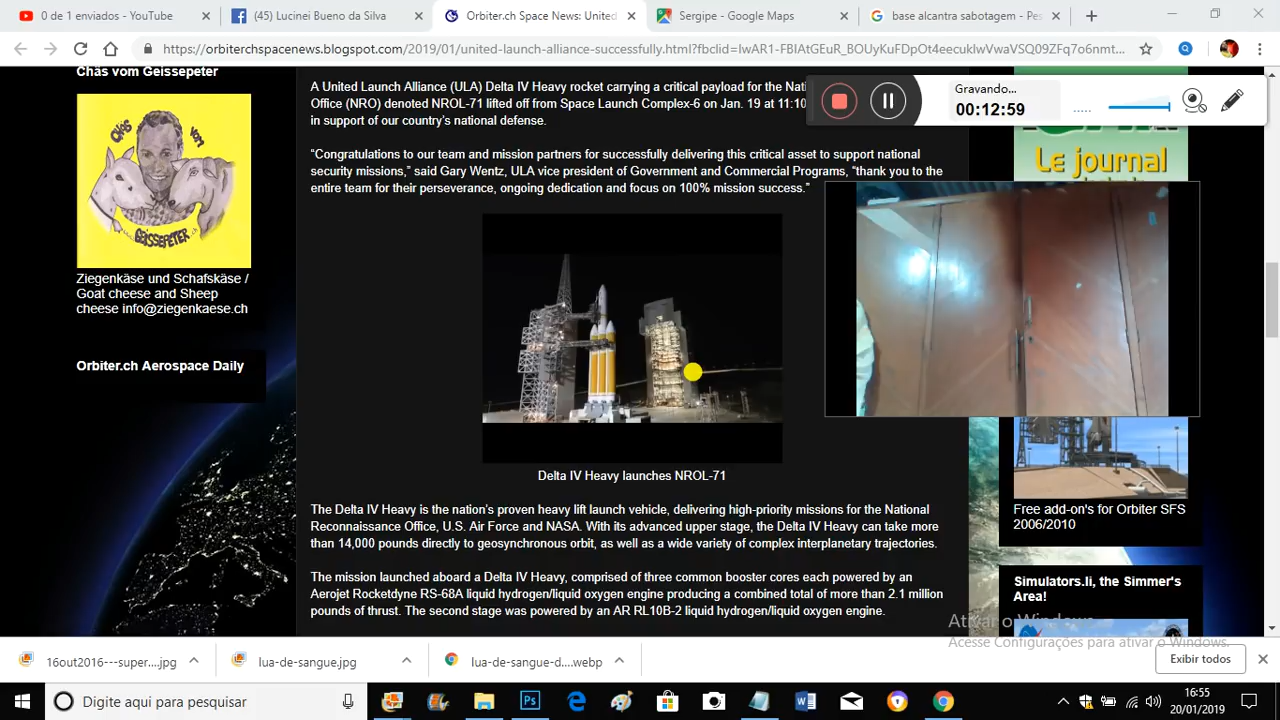 0 de 1 enviados - YouTube
(45) Lucinei Bueno da Silva
Orbiter.ch Space News: United
Sergipe - Google Maps
base alcantra sabotagem - Pes
https://orbiterchspacenews.blogspot.com/2019/01/united-launch-alliance-successfully.html?fbclid=
Chäs vom Geissepeter
Chäs von
GEISSEPETER
Ziegenkäse und Schafskäse /
Goat cheese and Sheep
cheese info@ziegenkaese.ch
Orbiter.ch Aerospace Daily
A United Launch Alliance (ULA) Delta IV Heavy rocket carrying a critical payload for the
Office (NRO) denoted NROL-71 lifted off from Space Launch Complex-6 on Jan. 19 at 11:10
in support of our country's national defense.
“Congratulations to our team and mission partners for successfully delivering this critical asset to support national
security missions,” said Gary Wentz, ULA vice president of Government and Commercial Programs, “thank you to the
entire team for their perseverance, ongoing dedication and focus on 100% mission success.”
Delta IV Heavy launches NROL-71
The Delta IV Heavy is the nation's proven heavy lift launch vehicle, delivering high-priority missions for the National
Reconnaissance Office, U.S. Air Force and NASA. With its advanced upper stage, the Delta IV Heavy can take more
than 14,000 pounds directly to geosynchronous orbit, as well as a wide variety of complex interplanetary trajectories.
The mission launched aboard a Delta IV Heavy, comprised of three common booster cores each powered by an
Aerojet Rocketdyne RS-68A liquid hydrogen/liquid oxygen engine producing a combined total of more than 2.1 million
pounds of thrust. The second stage was powered by an AR RL10B-2 liquid hydrogen/liquid oxygen engine.
Gravando...
00:12:59
Le journal
Free add-on's for Orbiter SFS
2006/2010
Simulators.li, the Simmer's
Area!
Ativar o Windows
Acesse Configurações para ativar o Windows.
16out2016---super....jpg
lua-de-sangue.jpg
lua-de-sangue-d....webp
Exibir todos
Digite aqui para pesquisar
16:55
20/01/2019